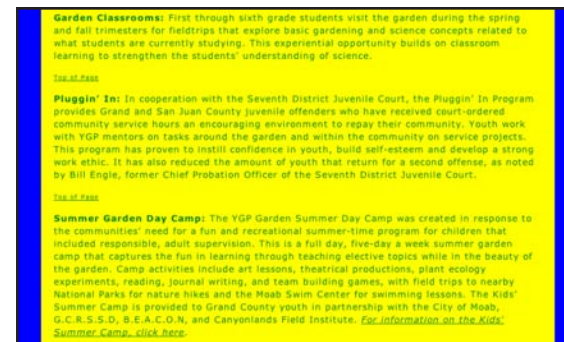 Garden Classrooms: First through sixth grade students visit the garden during the spring
and fall trimesters for fieldtrips that explore basic gardening and science concepts related to
what students are currently studying. This experiential opportunity builds on classroom
learning to strengthen the students' understanding of science.
Top of Page
Pluggin' In: In cooperation with the Seventh District Juvenile Court, the Pluggin' In Program
provides Grand and San Juan County juvenile offenders who have received court-ordered
community service hours an encouraging environment to repay their community. Youth work
with YGP mentors on tasks around the garden and within the community on service projects.
This program has proven to instill confidence in youth, build self-esteem and develop a strong
work ethic. It has also reduced the amount of youth that return for a second offense, as noted
by Bill Engle, former Chief Probation Officer of the Seventh District Juvenile Court.
Top of Page
Summer Garden Day Camp: The YGP Garden Summer Day Camp was created in response to
the communities' need for a fun and recreational summer-time program for children that
included responsible, adult supervision. This is a full day, five-day a week summer garden
camp that captures the fun in learning through teaching elective topics while in the beauty of
the garden. Camp activities include art lessons, theatrical productions, plant ecology
experiments, reading, journal writing, and team building games, with field trips to nearby
National Parks for nature hikes and the Moab Swim Center for swimming lessons. The Kids'
Summer Camp is provided to Grand County youth in partnership with the City of Moab,
G.C.R.S.S.D, B.E.A.C.O.N, and Canyonlands Field Institute. For information on the Kids'
Summer Camp, click here.